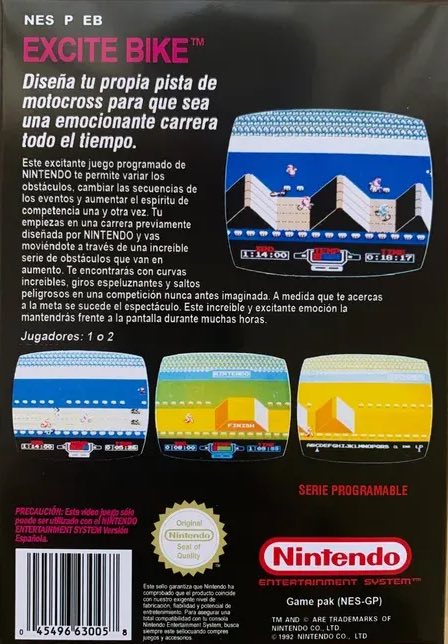 NES P EB
EXCITE BIKE™
Diseña tu propia pista de
motocross para que sea
una emocionante carrera
todo el tiempo.
Este excitante juego programado de
NINTENDO te permite variar los
obstáculos, cambiar las secuencias de
los eventos y aumentar el espíritu de
competencia una y otra vez. Tu
empiezas en una carrera previamente
diseñada por NINTENDO y vas
moviéndote a través de una increible
serie de obstáculos que van en
aumento. Te encontrarás con curvas
increibles, giros espeluznantes y saltos
peligrosos en una competición nunca antes imaginada. A medida que te acercas
a la meta se sucede el espectáculo. Este increible y excitante emoción la
mantendrás frente a la pantalla durante muchas horas.
Jugadores: 1 o 2
1:14:00 TEMP 0:18:17
1:14:00
NINTENDO
FINISH
ABCDEFGHIJKLMNOPQRS
SERIE PROGRAMABLE
PRECAUCIÓN: Esta video juego sólo
puede ser utilizado con el NINTENDO
ENTERTAINMENT SYSTEM Versión
Española.
Original
Nintendo
Seal of
Quality
Nintendo
ENTERTAINMENT SYSTEM™
Game pak (NES-GP)
Este sello garantiza que Nintendo ha
comprobado que el producto coincide
con nuestro exigente nivel de
fabricación, fiabilidad y potencial de
entretenimiento. Para asegurar una
total compatibilidad con tu consola
Nintendo Entertainment System, busca
siempre este sello cuando compres
juegos y accesorios.
TM AND © ARE TRADEMARKS OF
NINTENDO CO., LTD.
© 1992 NINTENDO CO., LTD
0 45496 63005 8